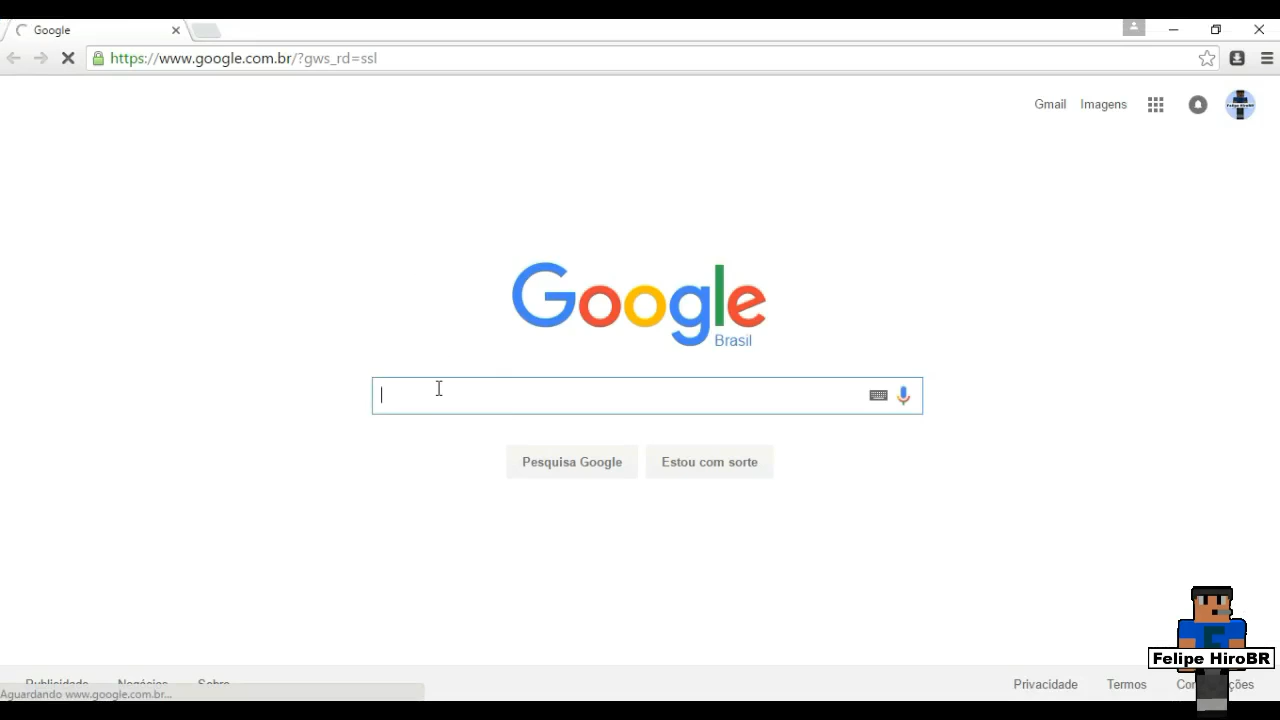 Google
https://www.google.com.br/?gws_rd=ssl
Gmail Imagens
Google
Brasil
Pesquisa Google Estou com sorte
Felipe HiroBR
Publicidade Negócios Sobre
Privacidade Termos
Aguardando www.google.com.br...